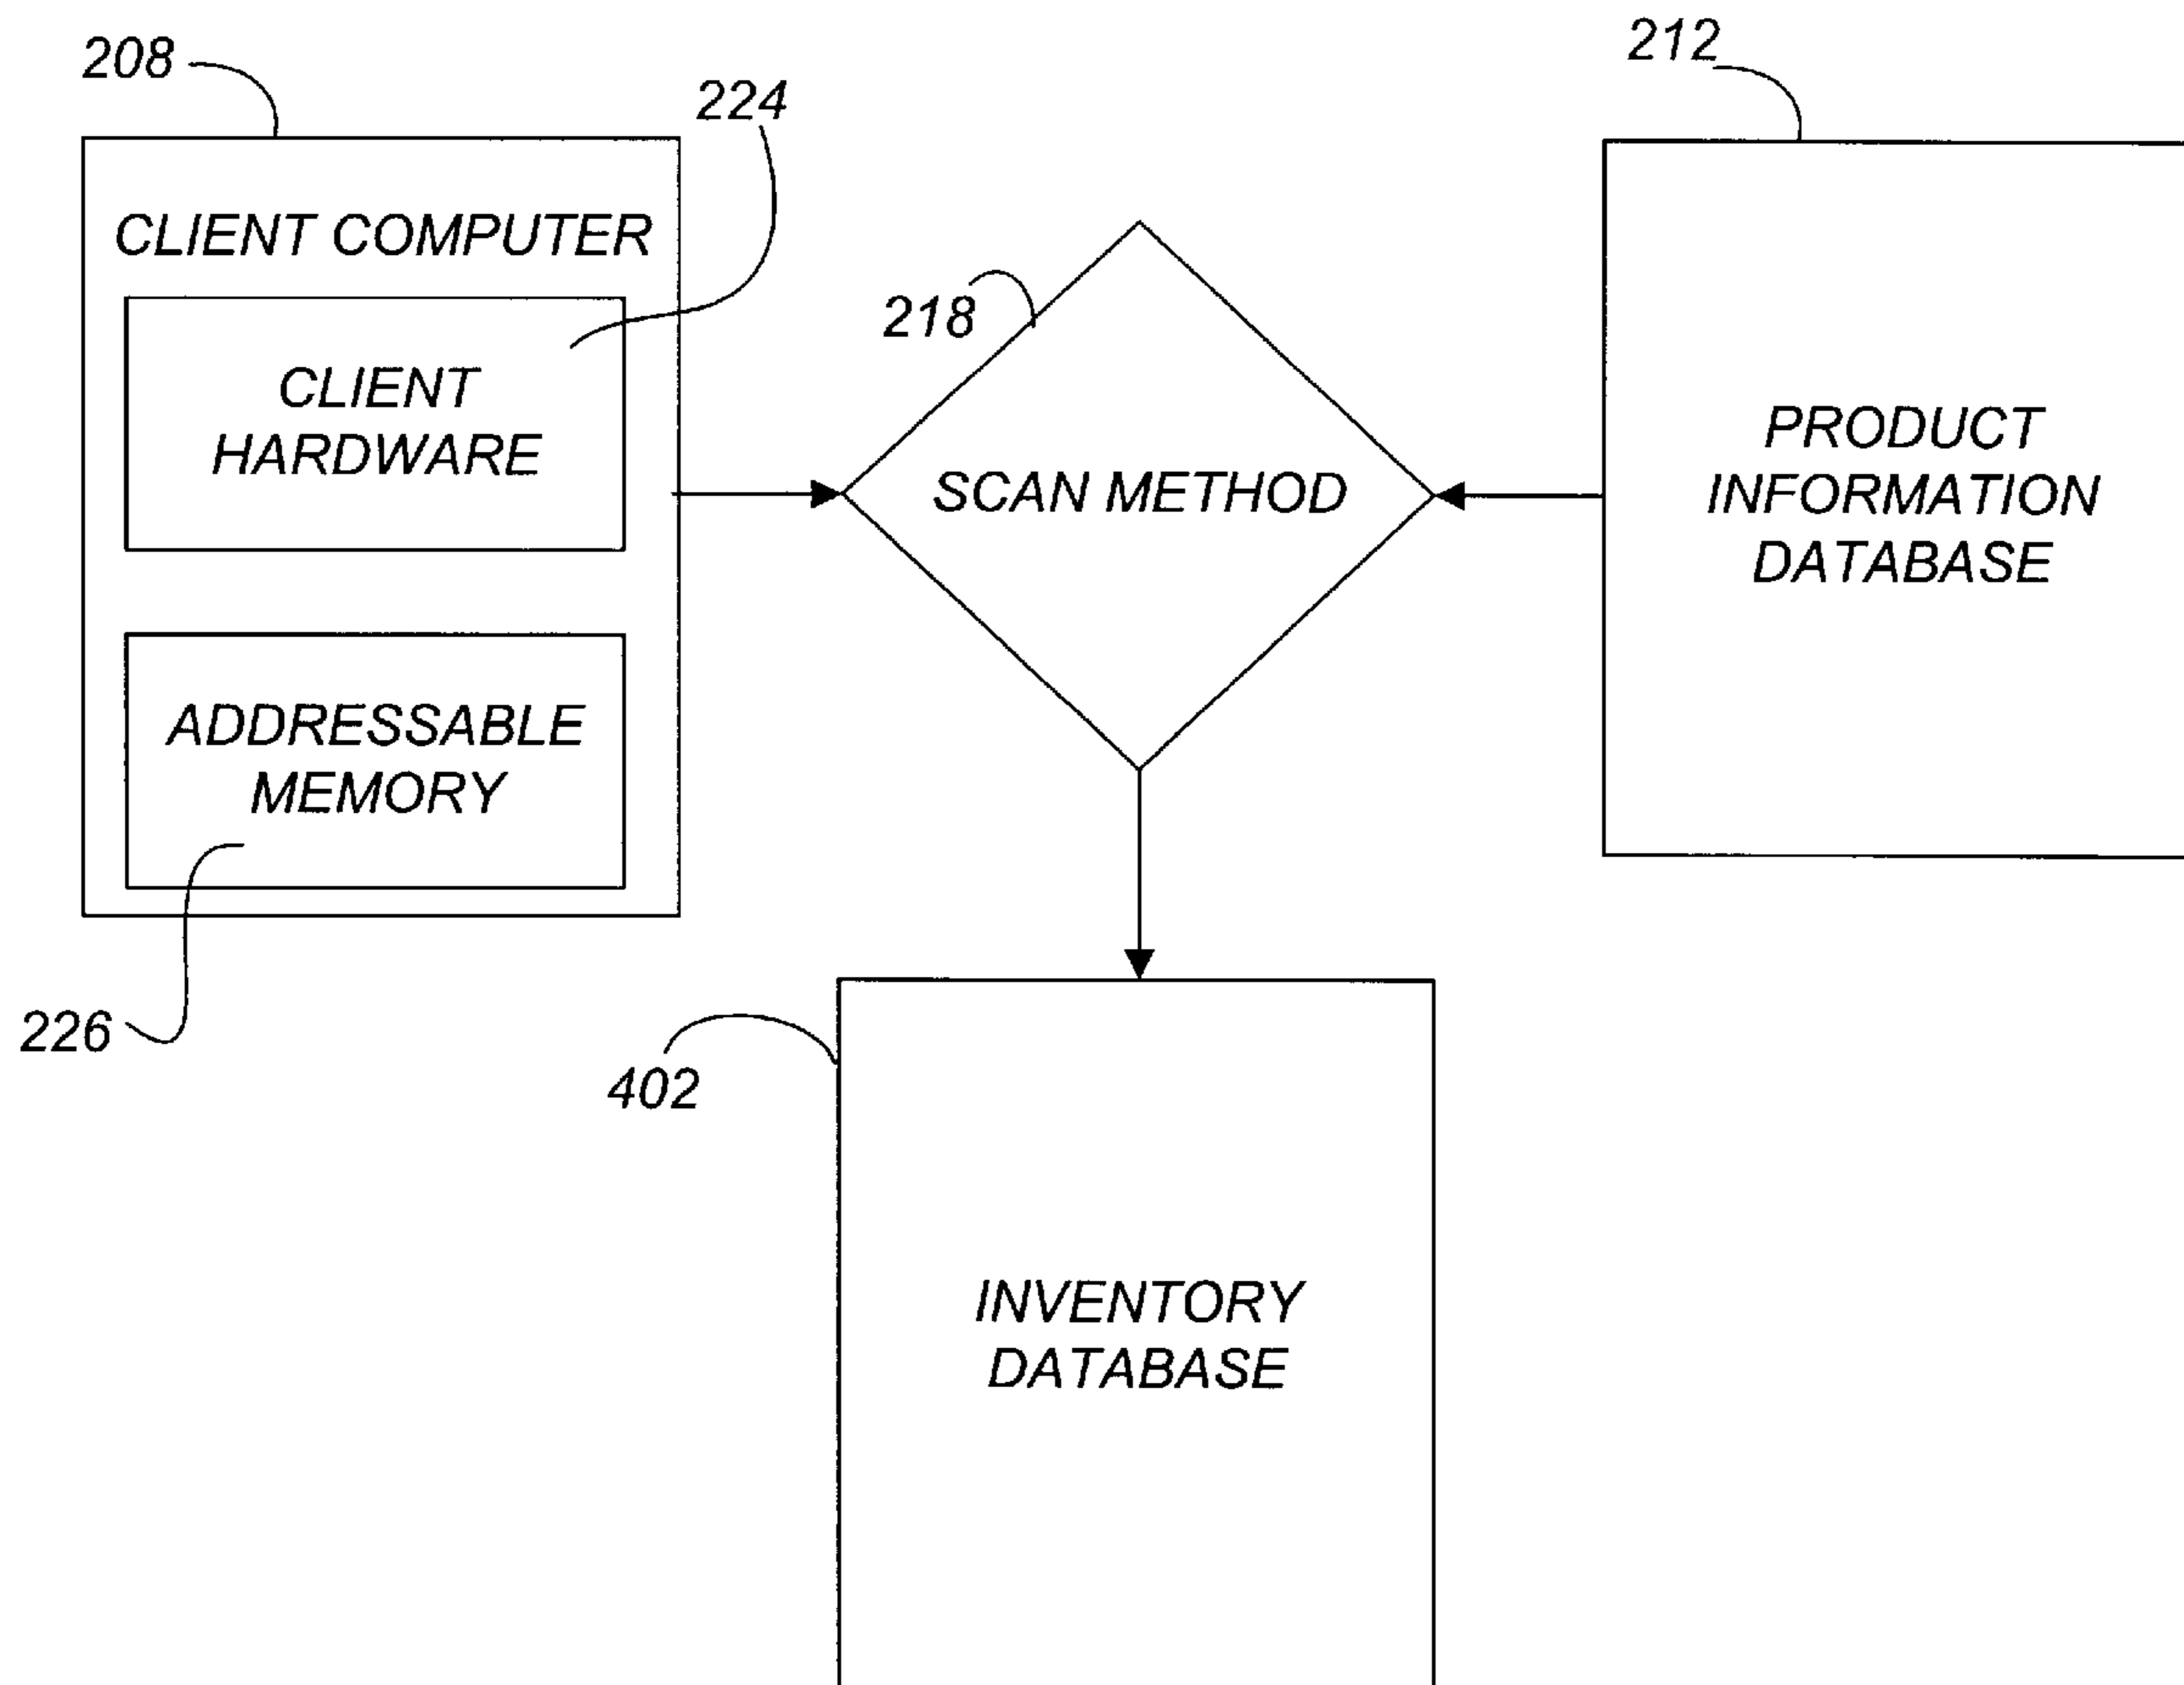 208
212
224
CLIENT COMPUTER
218
CLIENT
HARDWARE
SCAN METHOD
PRODUCT
INFORMATION
DATABASE
ADDRESSABLE
MEMORY
226
402
INVENTORY
DATABASE